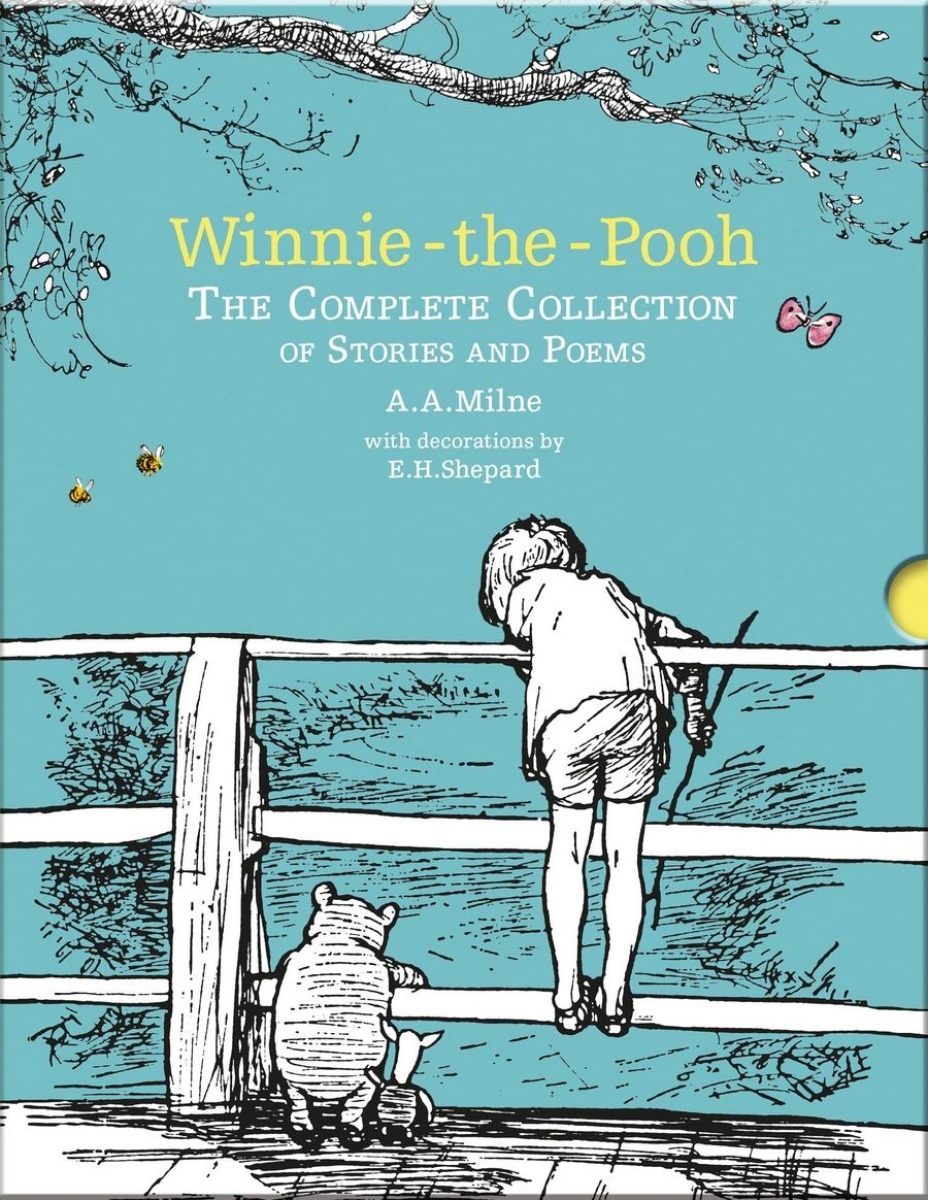 Winnie-the-Pooh
The Complete Collection
of Stories and Poems
A.A.Milne
with decorations by
E.H.Shepard